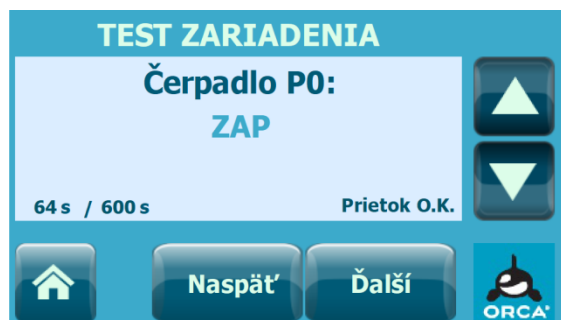 TEST ZARIADENIA
Čerpadlo P0:
ZAP
64 s / 600 s
Prietok O.K.
Naspäť
Ďalší
ORCA